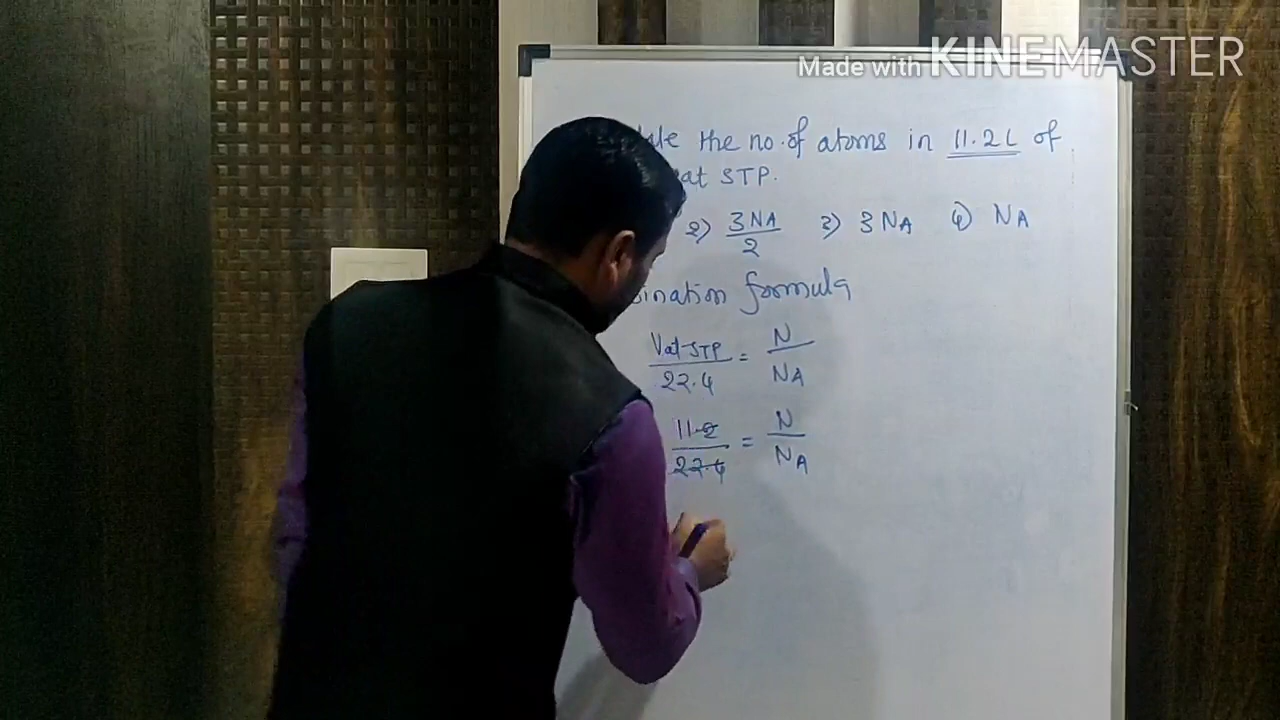 Made with KINEMASTER
the no. of atoms in 11.2L of
at STP.
2) 3NA/2 3) 3NA 4) NA
formula
Vat STP/22.4 = N/NA
11.2/22.4 = N/NA